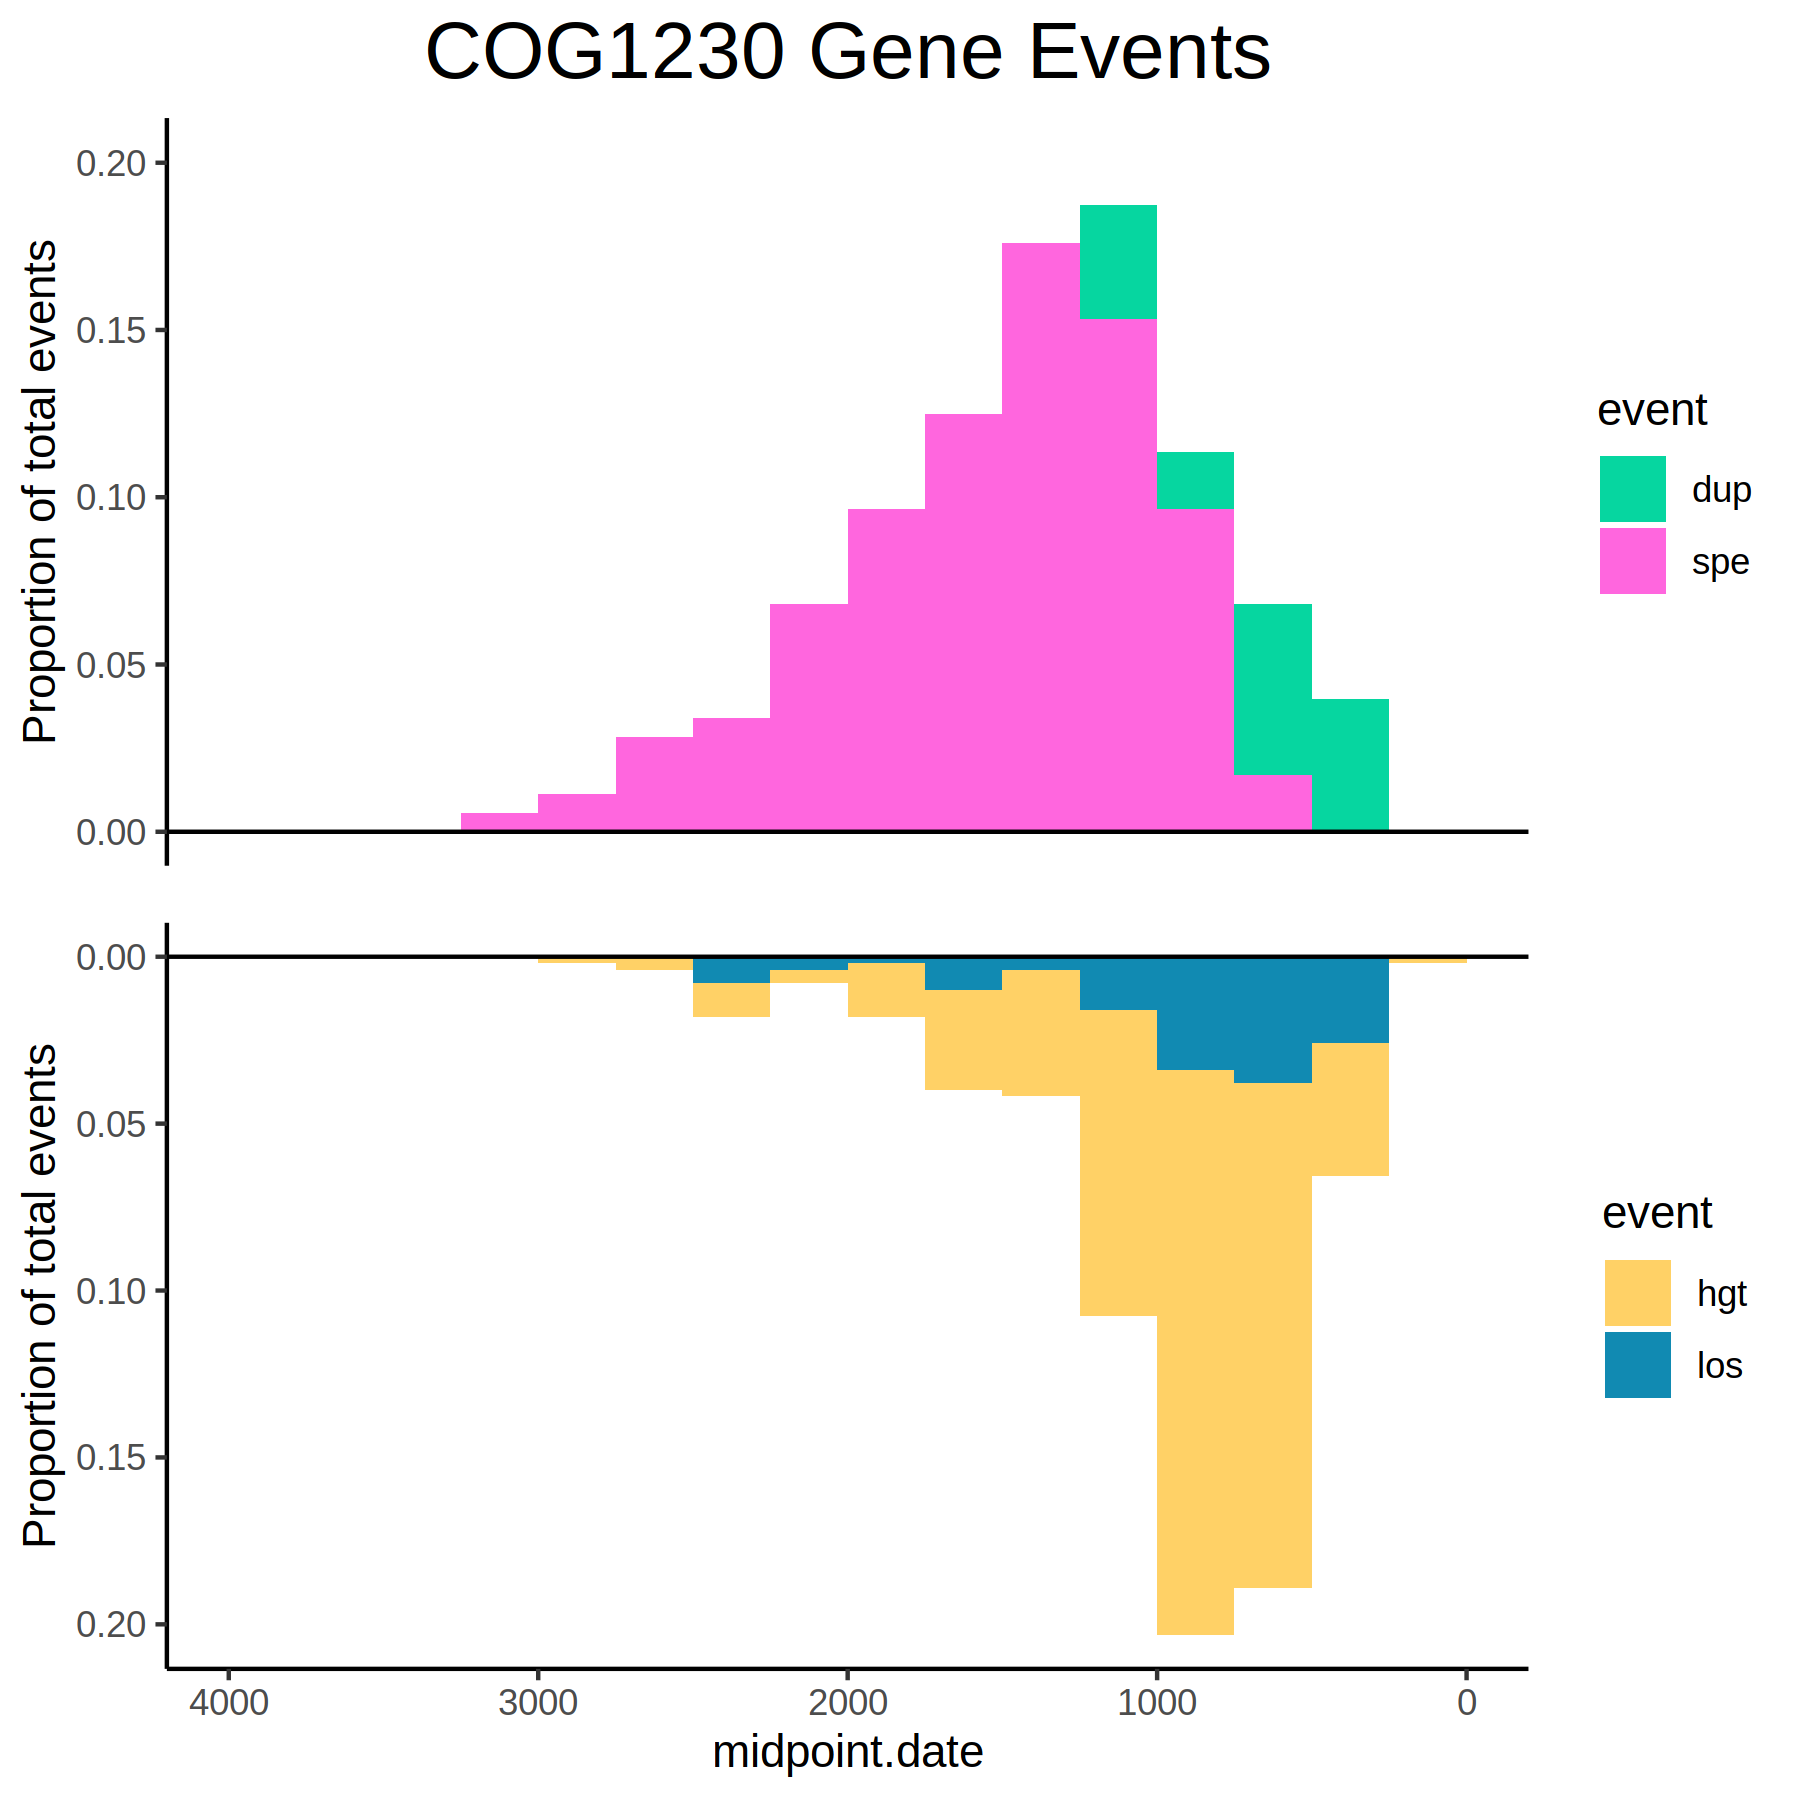 COG1230 Gene Events
Proportion of total events
0.20
0.15
0.10
0.05
0.00
event
dup
spe
Proportion of total events
0.00
0.05
0.10
0.15
0.20
event
hgt
los
4000 3000 2000 1000 0
midpoint.date